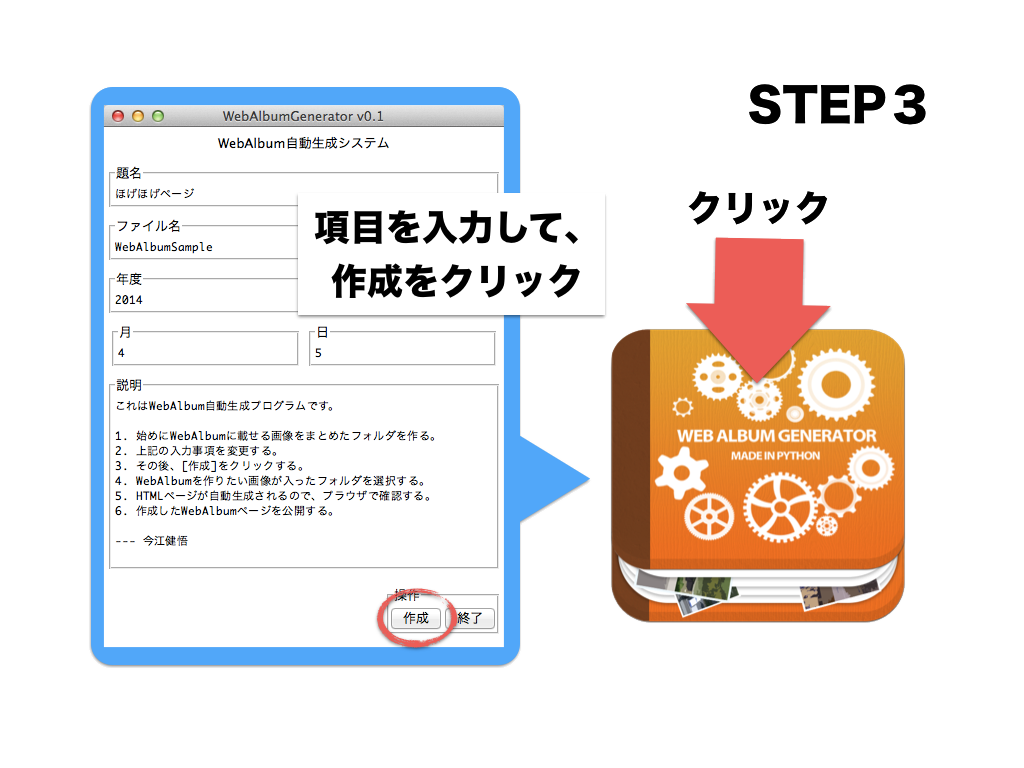 STEP3
WebAlbumGenerator v0.1
WebAlbum自動生成システム
題名
ほげほげページ
ファイル名
WebAlbumSample
年度
2014
月
4
日
5
説明
これはWebAlbum自動生成プログラムです。
1. 始めにWebAlbumに載せる画像をまとめたフォルダを作る。
2. 上記の入力事項を変更する。
3. その後、[作成]をクリックする。
4. WebAlbumを作りたい画像が入ったフォルダを選択する。
5. HTMLページが自動生成されるので、ブラウザで確認する。
6. 作成したWebAlbumページを公開する。
--- 今江健悟
操作
作成
終了
項目を入力して、
作成をクリック
クリック
WEB ALBUM GENERATOR
MADE IN PYTHON